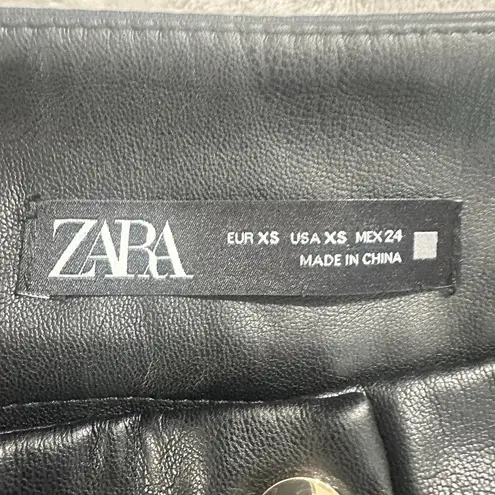 ZARA
EUR XS USA XS MEX 24
MADE IN CHINA